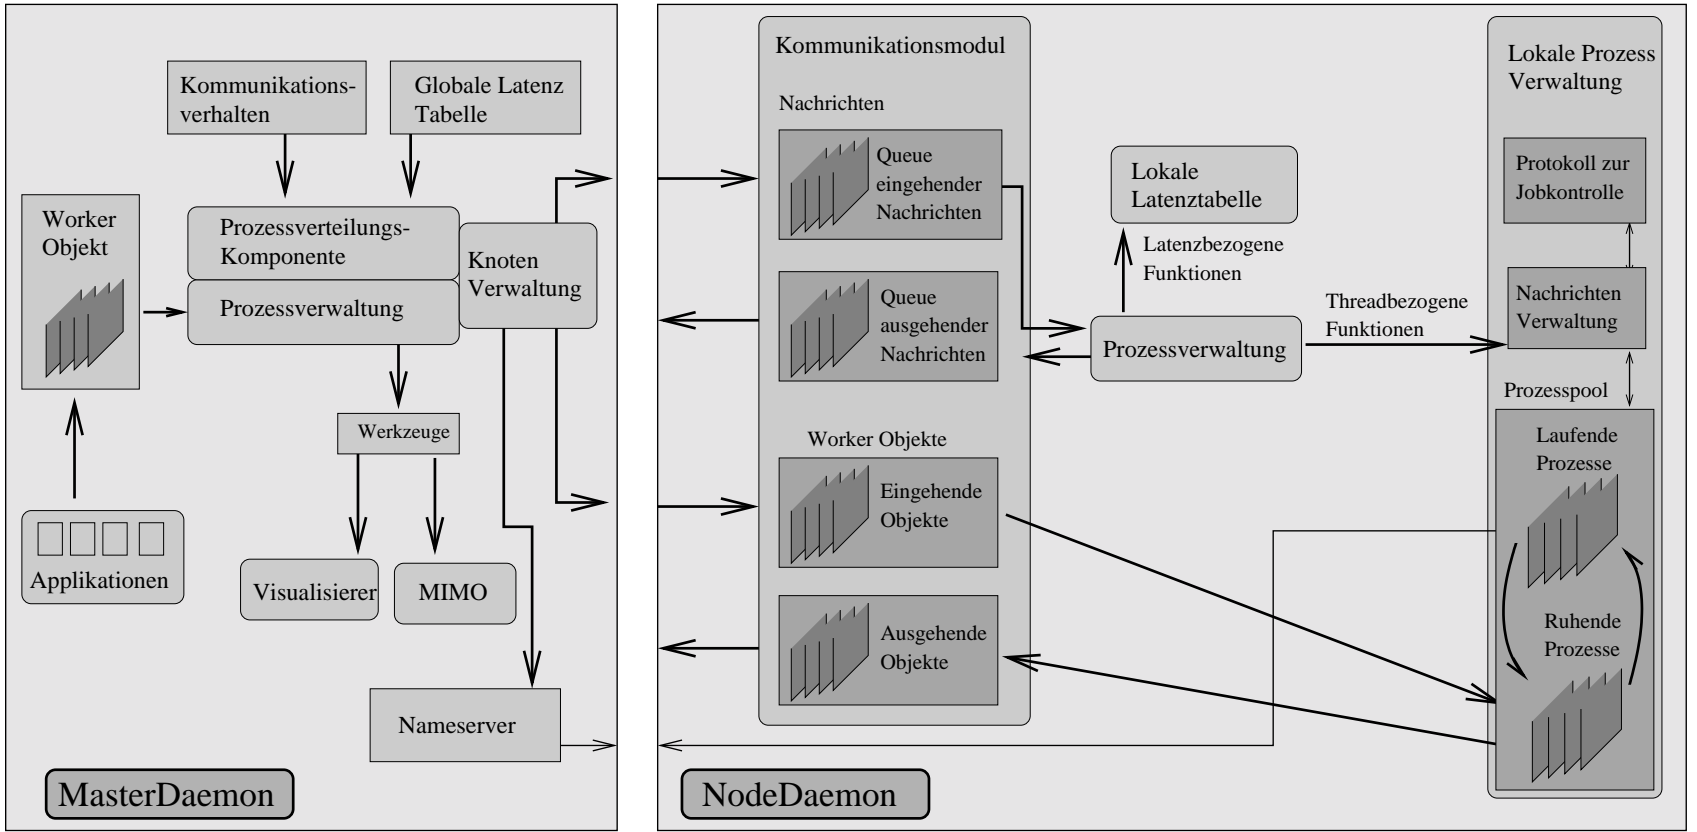 Kommunikations-
verhalten
Globale Latenz
Tabelle
Worker
Objekt
Prozessverteilungs-
Komponente
Prozessverwaltung
Knoten
Verwaltung
Werkzeuge
Applikationen
Visualisierer
MIMO
Nameserver
MasterDaemon
Kommunikationsmodul
Nachrichten
Queue
eingehender
Nachrichten
Queue
ausgehender
Nachrichten
Worker Objekte
Eingehende
Objekte
Ausgehende
Objekte
Lokale
Latenztabelle
Latenzbezogene
Funktionen
Prozessverwaltung
Threadbezogene
Funktionen
Lokale Prozess
Verwaltung
Protokoll zur
Jobkontrolle
Nachrichten
Verwaltung
Prozesspool
Laufende
Prozesse
Ruhende
Prozesse
NodeDaemon